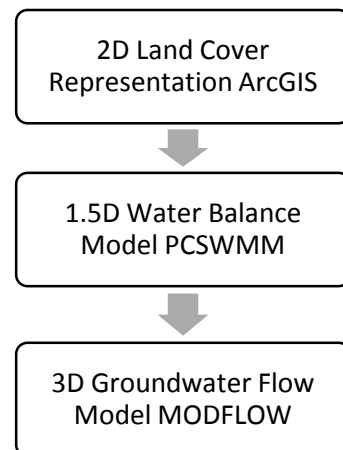 2D Land Cover
Representation ArcGIS
1.5D Water Balance
Model PCSWMM
3D Groundwater Flow
Model MODFLOW